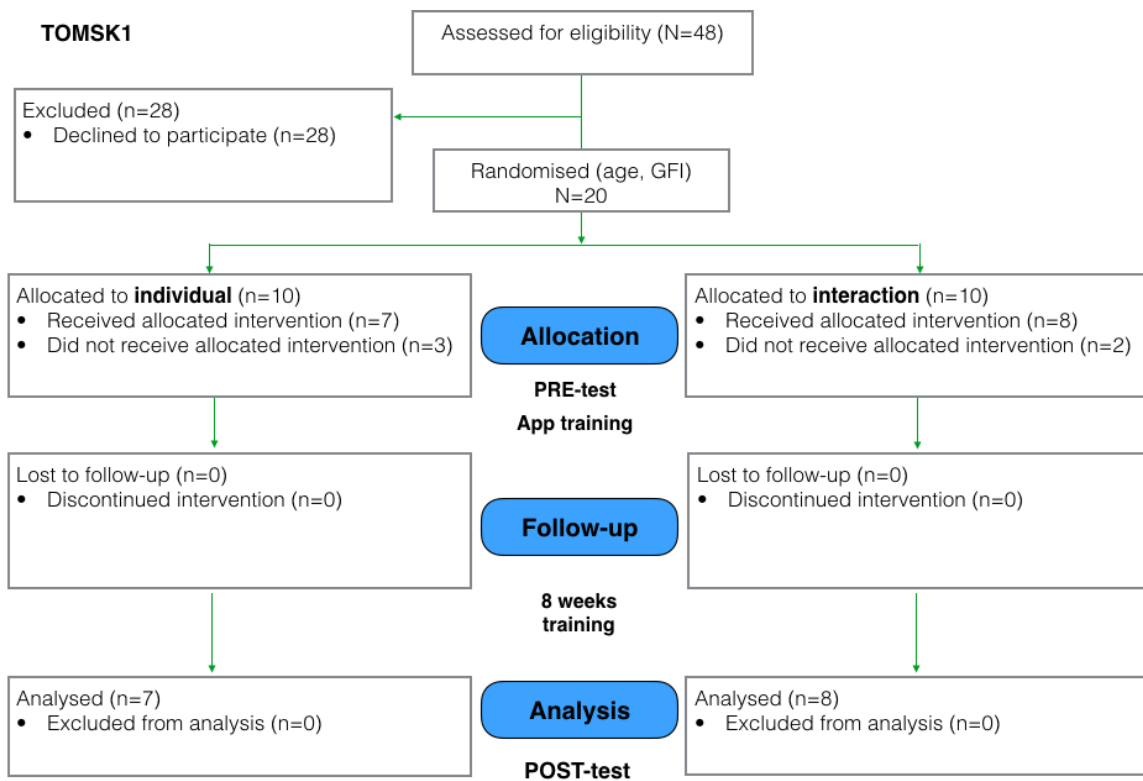 TOMSK1
Assessed for eligibility (N=48)
Excluded (n=28)
• Declined to participate (n=28)
Randomised (age, GFI)
N=20
Allocated to individual (n=10)
• Received allocated intervention (n=7)
• Did not receive allocated intervention (n=3)
Allocation
PRE-test
App training
Allocated to interaction (n=10)
• Received allocated intervention (n=8)
• Did not receive allocated intervention (n=2)
Lost to follow-up (n=0)
• Discontinued intervention (n=0)
Follow-up
8 weeks
training
Lost to follow-up (n=0)
• Discontinued intervention (n=0)
Analysed (n=7)
• Excluded from analysis (n=0)
Analysis
POST-test
Analysed (n=8)
• Excluded from analysis (n=0)